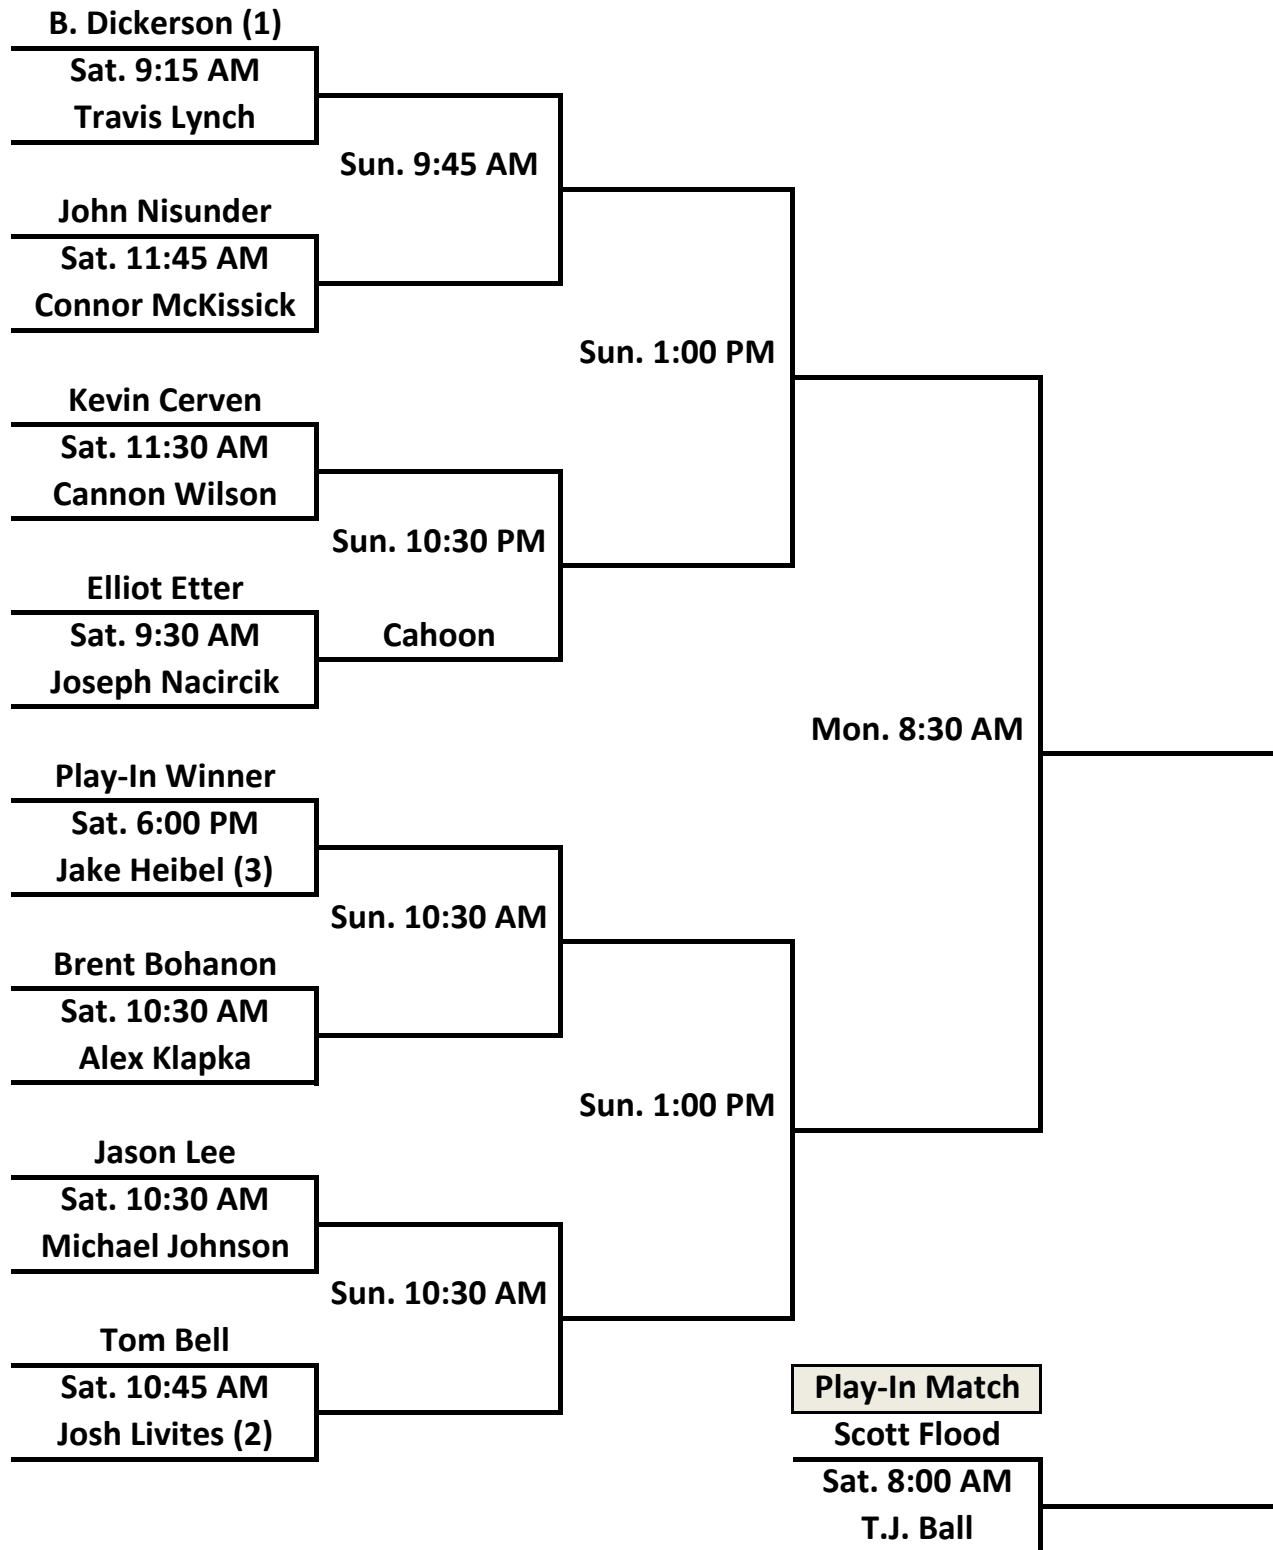 B. Dickerson (1)
Sat. 9:15 AM
Travis Lynch
Sun. 9:45 AM
John Nisunder
Sat. 11:45 AM
Connor McKissick
Sun. 1:00 PM
Kevin Cerven
Sat. 11:30 AM
Cannon Wilson
Sun. 10:30 PM
Elliot Etter
Sat. 9:30 AM
Cahoon
Joseph Nacircik
Mon. 8:30 AM
Play-In Winner
Sat. 6:00 PM
Jake Heibel (3)
Sun. 10:30 AM
Brent Bohanon
Sat. 10:30 AM
Alex Klapka
Sun. 1:00 PM
Jason Lee
Sat. 10:30 AM
Michael Johnson
Sun. 10:30 AM
Tom Bell
Sat. 10:45 AM
Josh Livites (2)
Play-In Match
Scott Flood
Sat. 8:00 AM
T.J. Ball